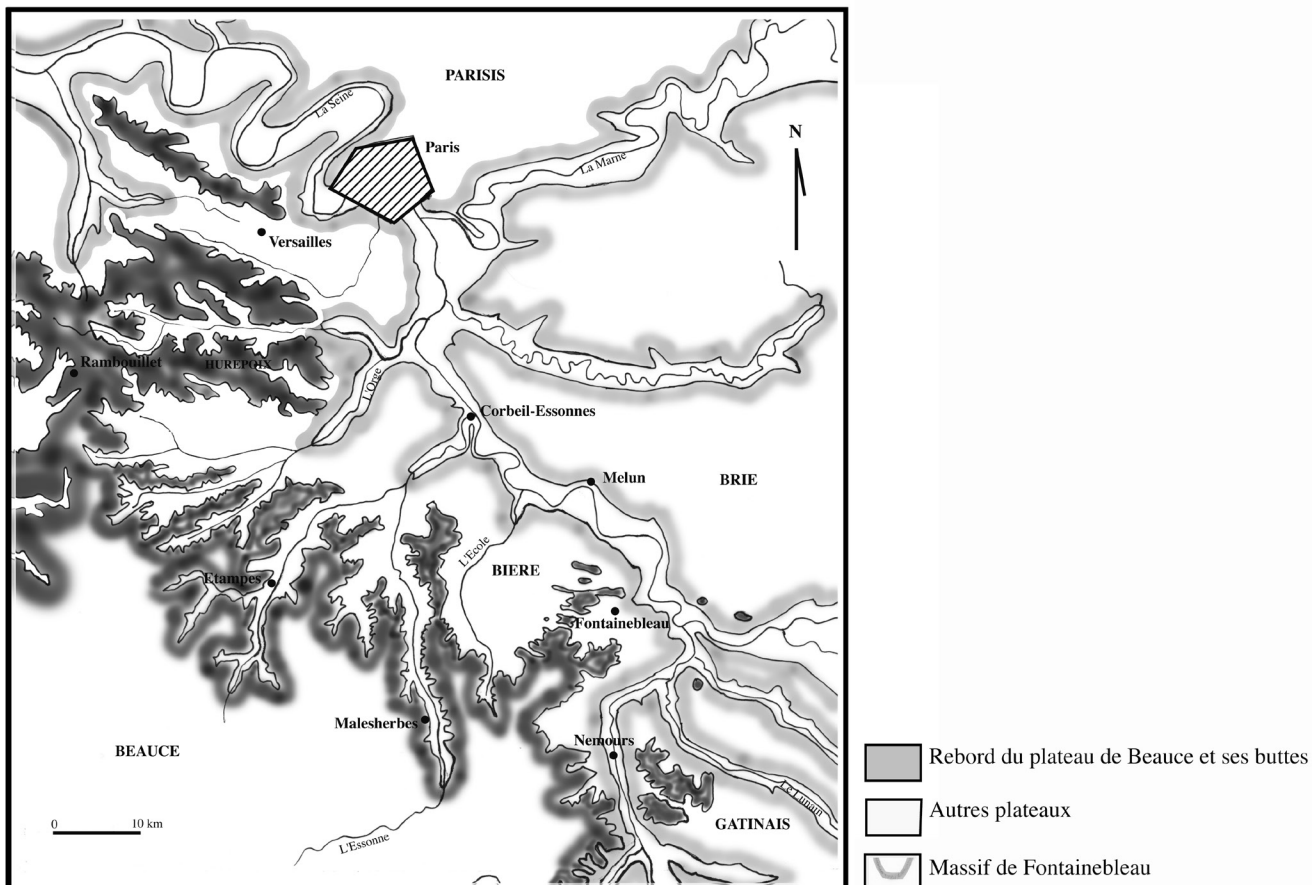 PARISIS
La Seine
N
Paris
La Marne
Versailles
Rambouillet
HUREPOIX
L'Orge
Corbeil-Essonnes
Melun
BRIE
L'Ecole
BIERE
Etampes
Fontainebleau
Malesherbes
Nemours
BEAUCE
Le Lunain
GATINAIS
0 10 km
L'Essonne
Rebord du plateau de Beauce et ses buttes
Autres plateaux
Massif de Fontainebleau